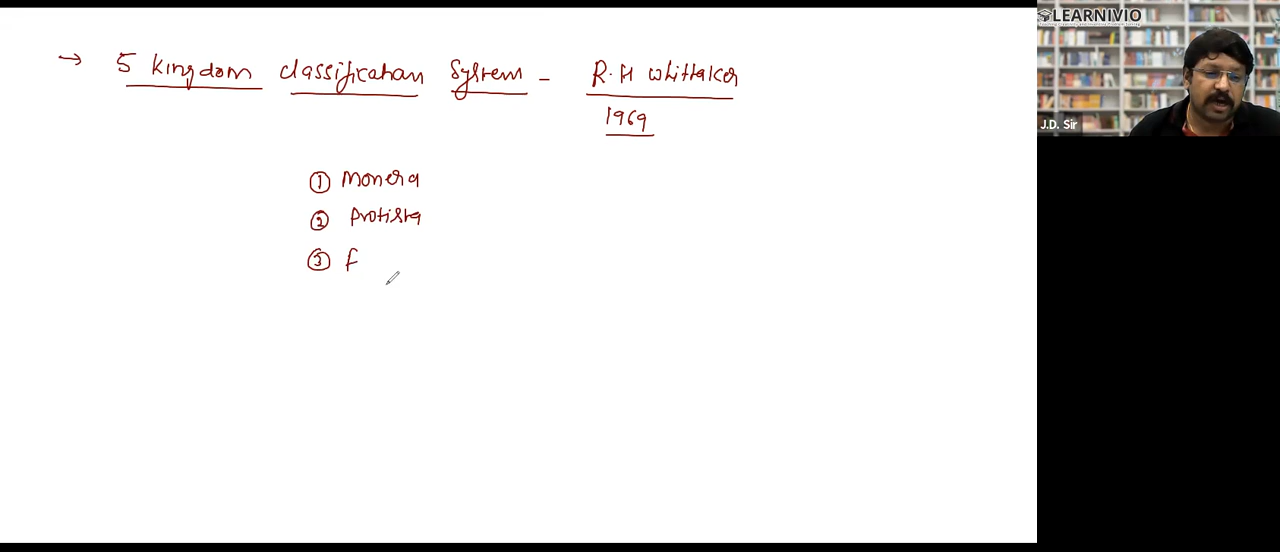 → 5 Kingdom classification System - R.H Whittaker
1969
① Monera
② Protista
③ f
LEARNIVIO
J.D. Sir